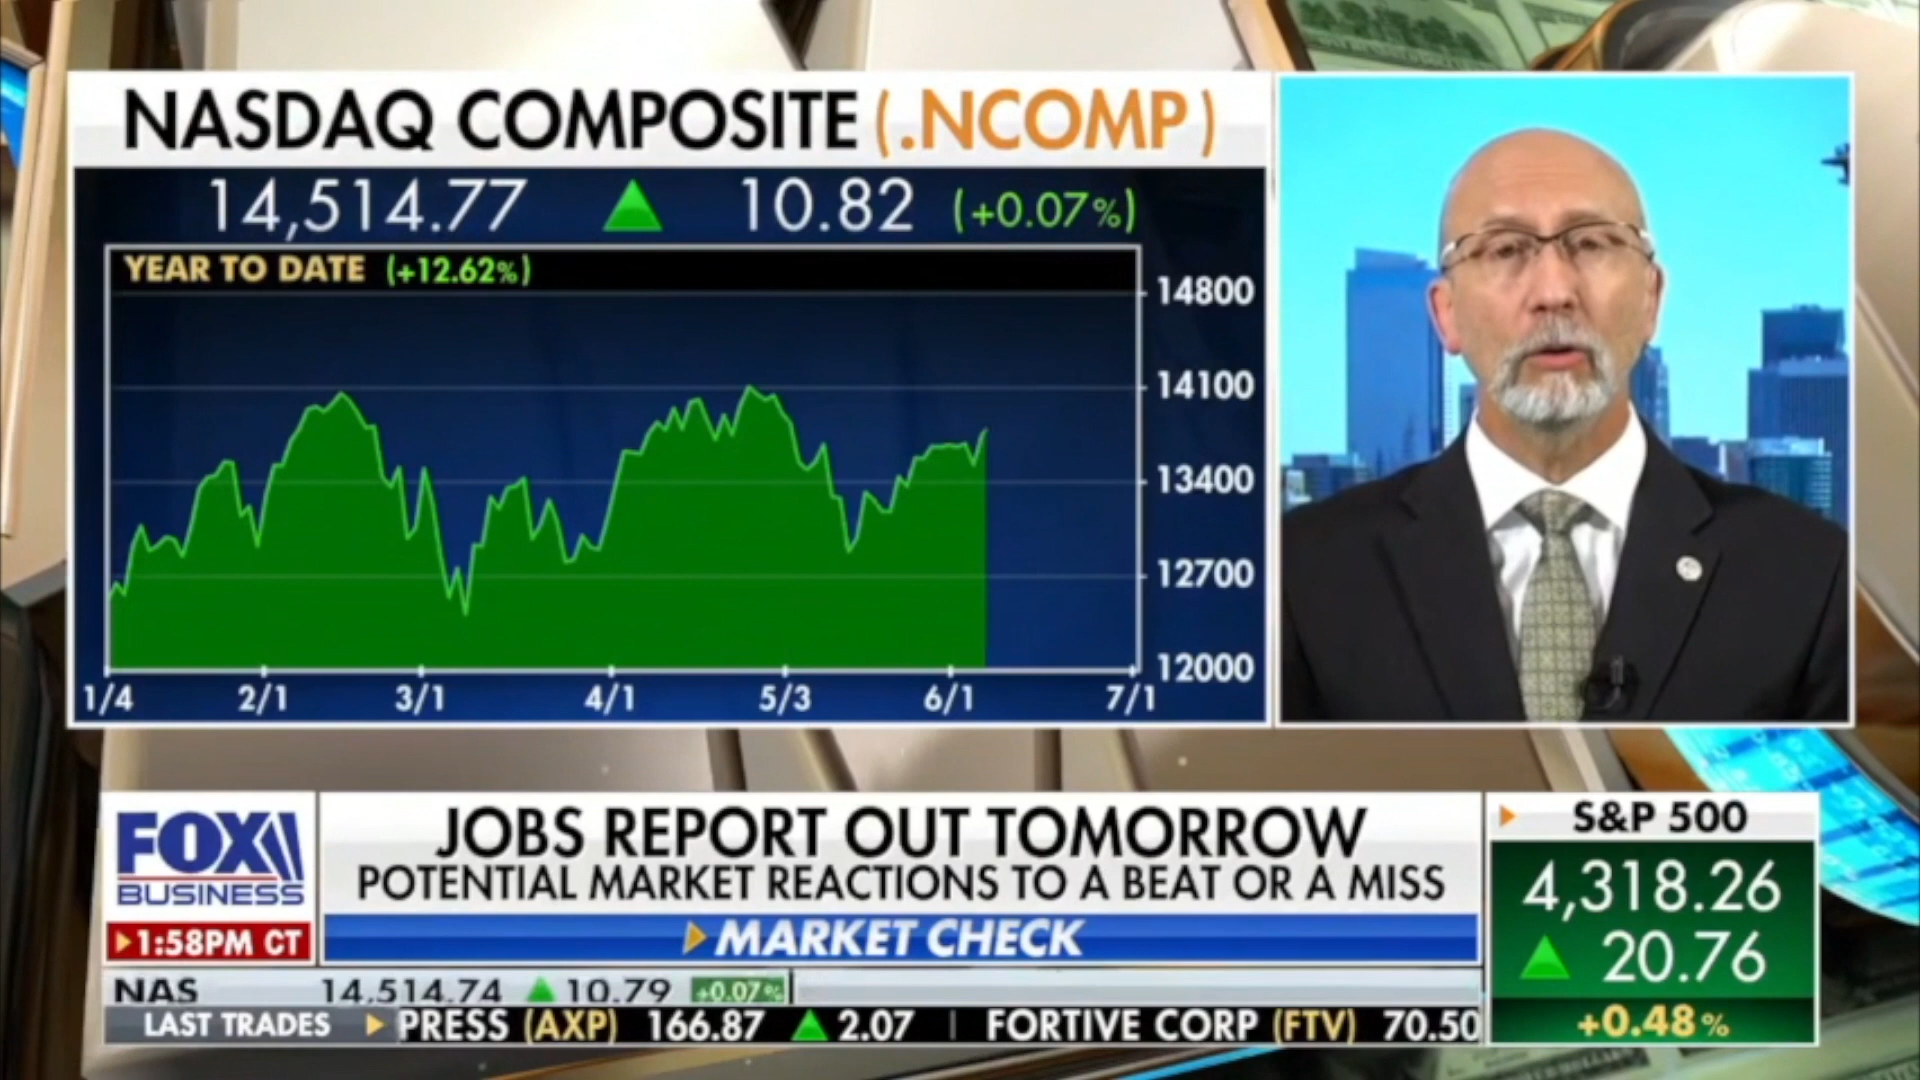 NASDAQ COMPOSITE (.NCOMP)
14,514.77 ▲ 10.82 (+0.07%)
YEAR TO DATE (+12.62%)
14800
14100
13400
12700
12000
1/4 2/1 3/1 4/1 5/3 6/1 7/1
FOX BUSINESS
1:58PM CT
JOBS REPORT OUT TOMORROW
POTENTIAL MARKET REACTIONS TO A BEAT OR A MISS
MARKET CHECK
S&P 500
4,318.26
▲ 20.76
+0.48%
NAS 14,514.74 ▲ 10.79 +0.07%
LAST TRADES PRESS (AXP) 166.87 ▲ 2.07 | FORTIVE CORP (FTV) 70.50